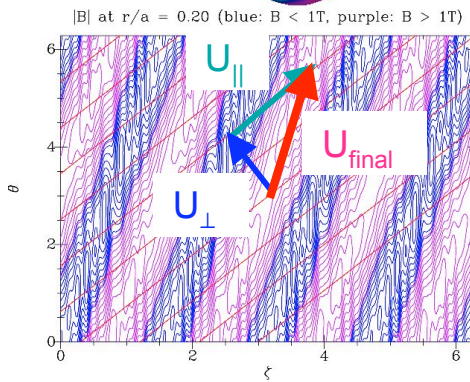 |B| at r/a = 0.20 (blue: B < 1T, purple: B > 1T)
U||
U_final
U⊥
6
4
2
0
θ
0 2 4 6
ζ